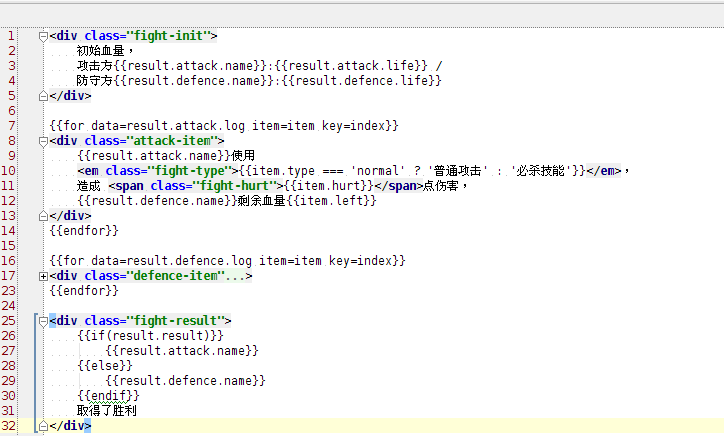 1 <div class="fight-init">
2 初始血量，
3 攻击方{{result.attack.name}}:{{result.attack.life}} /
4 防守方{{result.defence.name}}:{{result.defence.life}}
5 </div>
6
7 {{for data=result.attack.log item=item key=index}}
8 <div class="attack-item">
9 {{result.attack.name}}使用
10 <em class="fight-type">{{item.type === 'normal' ? '普通攻击' : '必杀技能'}}</em>，
11 造成 <span class="fight-hurt">{{item.hurt}}</span>点伤害，
12 {{result.defence.name}}剩余血量{{item.left}}
13 </div>
14 {{endfor}}
15
16 {{for data=result.defence.log item=item key=index}}
17 <div class="defence-item"...>
23 {{endfor}}
24
25 <div class="fight-result">
26 {{if(result.result)}}
27 {{result.attack.name}}
28 {{else}}
29 {{result.defence.name}}
30 {{endif}}
31 取得了胜利
32 </div>